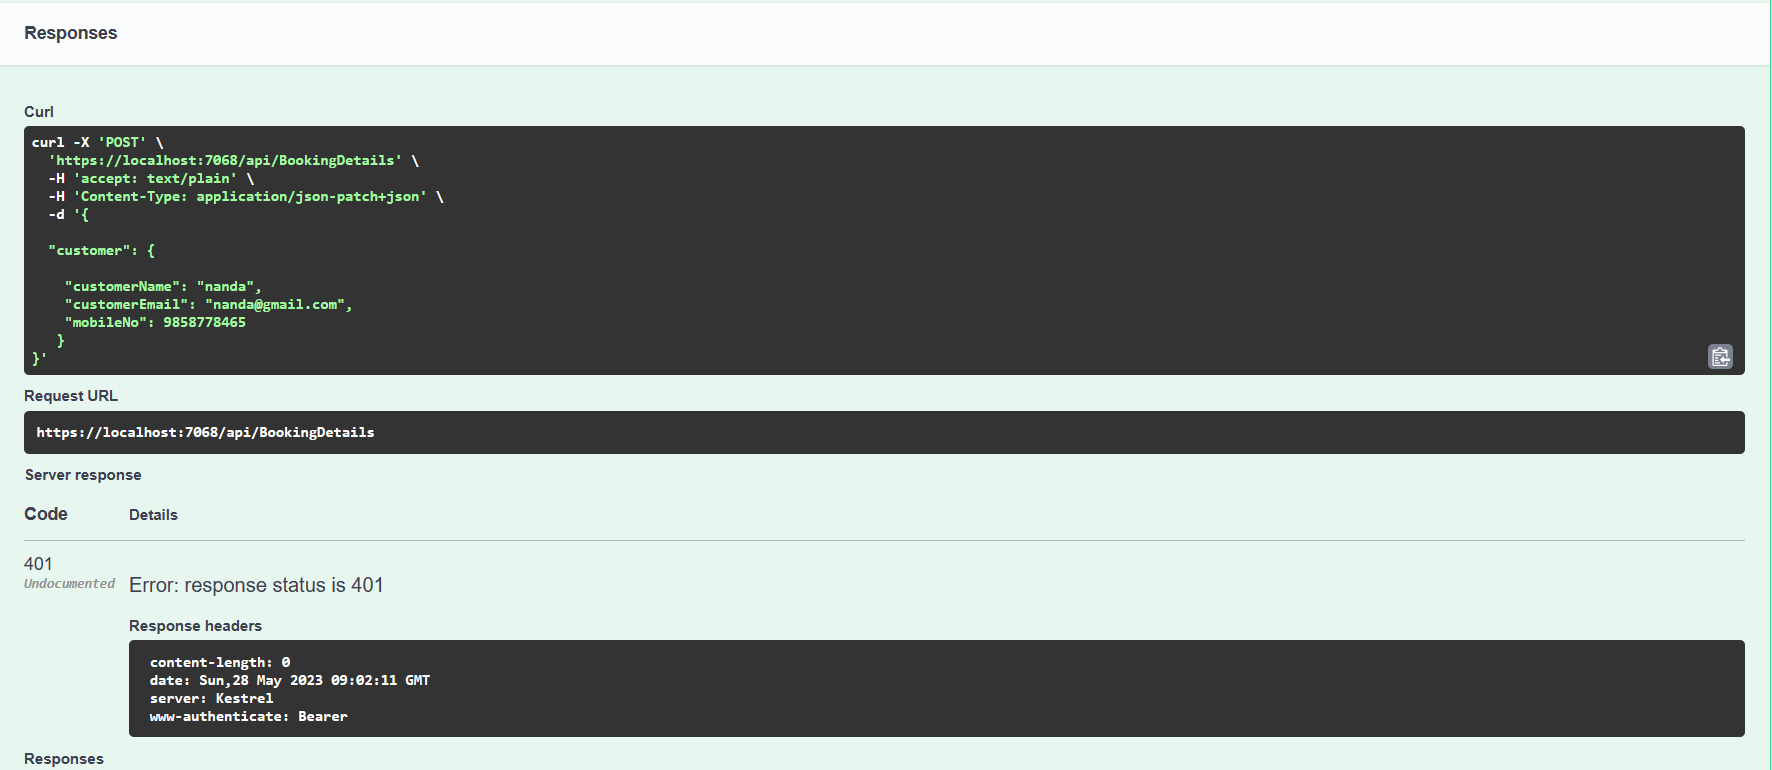 Responses
Curl
curl -X 'POST' \
'https://localhost:7068/api/BookingDetails' \
-H 'accept: text/plain' \
-H 'Content-Type: application/json-patch+json' \
-d '{
"customer": {
"customerName": "nanda",
"customerEmail": "nanda@gmail.com",
"mobileNo": 9858778465
}
}'
Request URL
https://localhost:7068/api/BookingDetails
Server response
Code Details
401
Undocumented
Error: response status is 401
Response headers
content-length: 0
date: Sun,28 May 2023 09:02:11 GMT
server: Kestrel
www-authenticate: Bearer
Responses